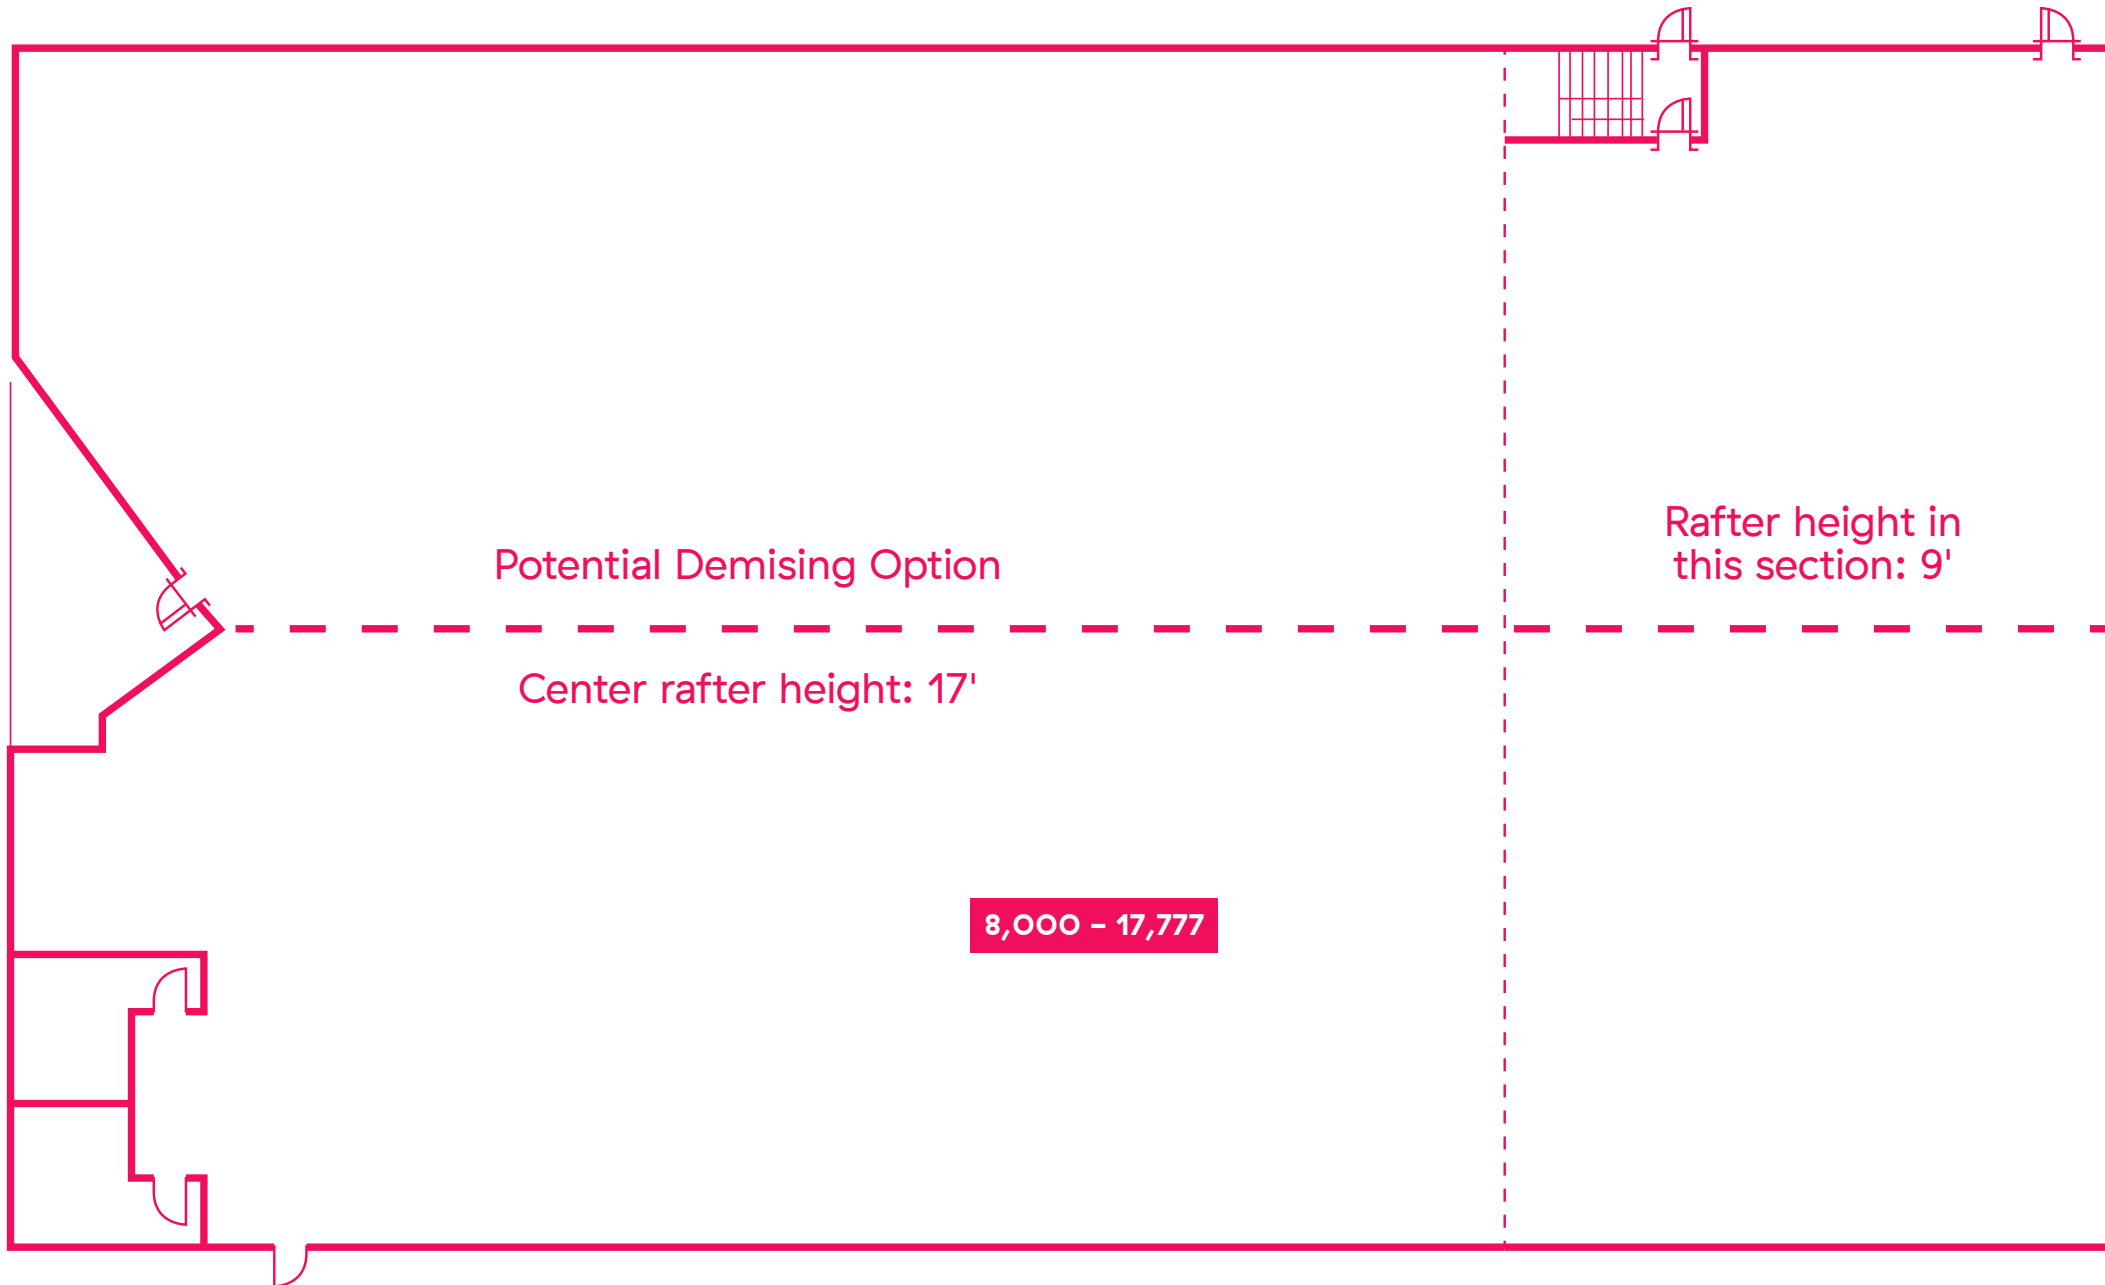 Rafter height in
this section: 9'
Potential Demising Option
Center rafter height: 17'
8,000 – 17,777